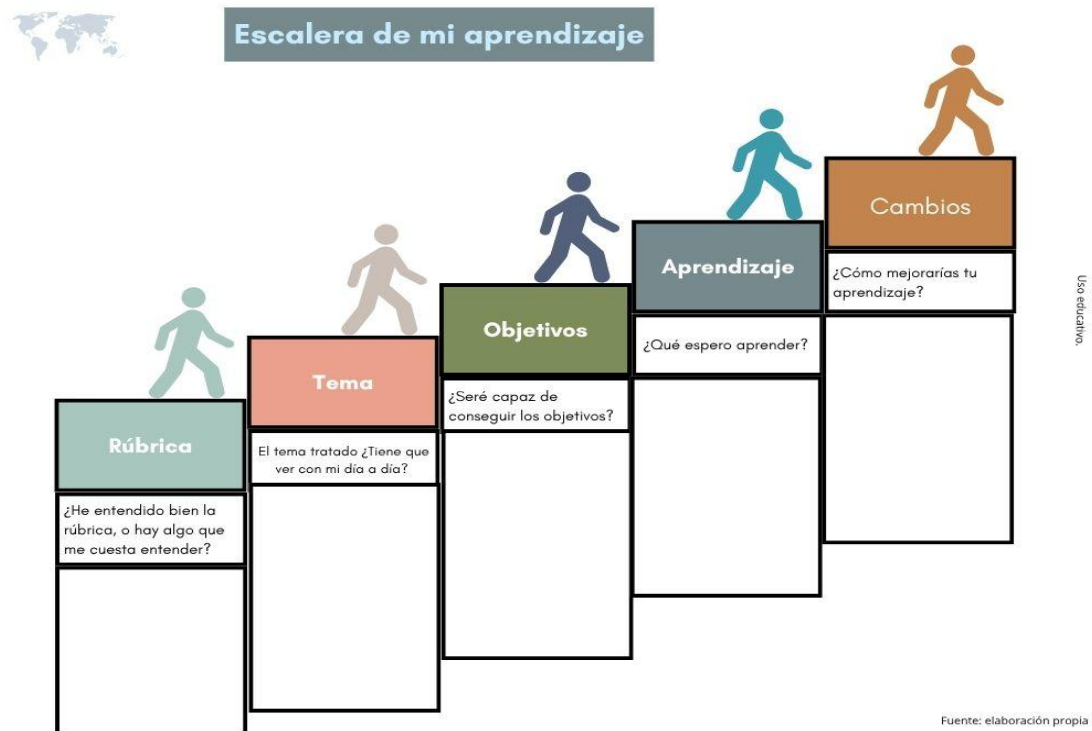 Escalera de mi aprendizaje
Rúbrica
¿He entendido bien la
rúbrica, o hay algo que
me cuesta entender?
Tema
El tema tratado ¿Tiene que
ver con mi día a día?
Objetivos
¿Seré capaz de
conseguir los objetivos?
Aprendizaje
¿Qué espero aprender?
Cambios
¿Cómo mejorarías tu
aprendizaje?
Uso educativo.
Fuente: elaboración propia